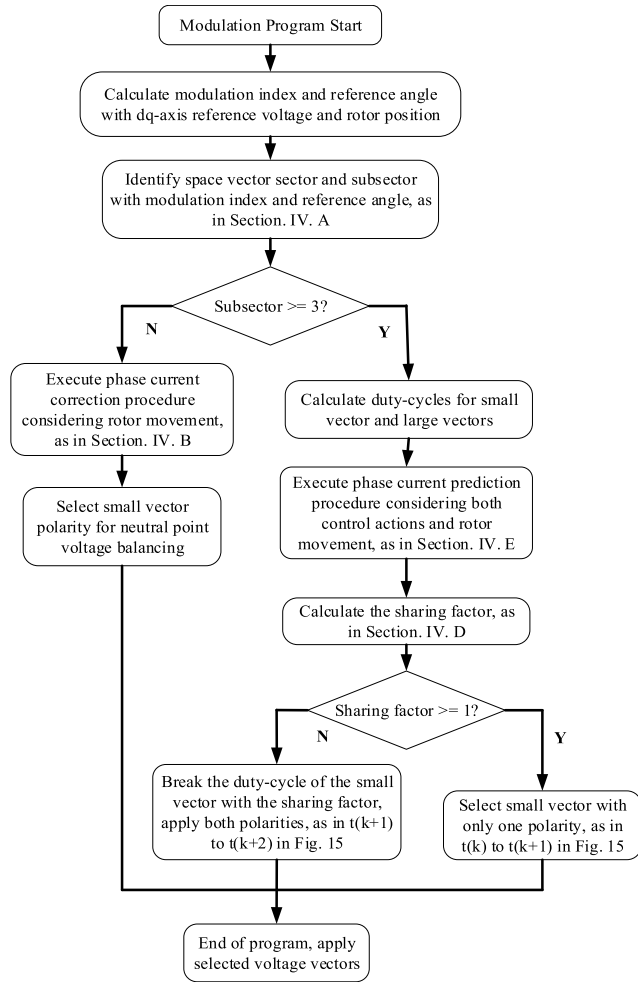 Modulation Program Start
Calculate modulation index and reference angle
with dq-axis reference voltage and rotor position
Identify space vector sector and subsector
with modulation index and reference angle, as
in Section. IV. A
Subsector >= 3?
N
Y
Execute phase current
correction procedure
considering rotor movement,
as in Section. IV. B
Select small vector
polarity for neutral point
voltage balancing
Calculate duty-cycles for small
vector and large vectors
Execute phase current prediction
procedure considering both
control actions and rotor
movement, as in Section. IV. E
Calculate the sharing factor, as
in Section. IV. D
Sharing factor >= 1?
N
Y
Break the duty-cycle of the small
vector with the sharing factor,
apply both polarities, as in t(k+1)
to t(k+2) in Fig. 15
Select small vector with
only one polarity, as in
t(k) to t(k+1) in Fig. 15
End of program, apply
selected voltage vectors